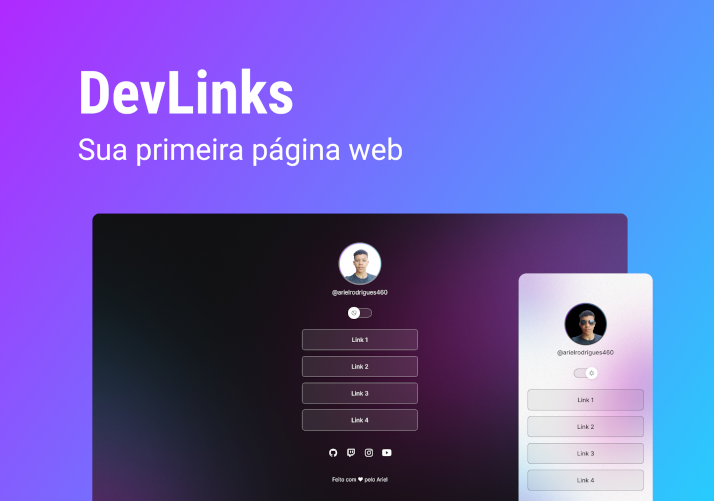 DevLinks
Sua primeira página web
@arielrodrigues460
Link 1
Link 2
Link 3
Link 4
Feito com ♥ pelo Ariel
@arielrodrigues460
Link 1
Link 2
Link 3
Link 4